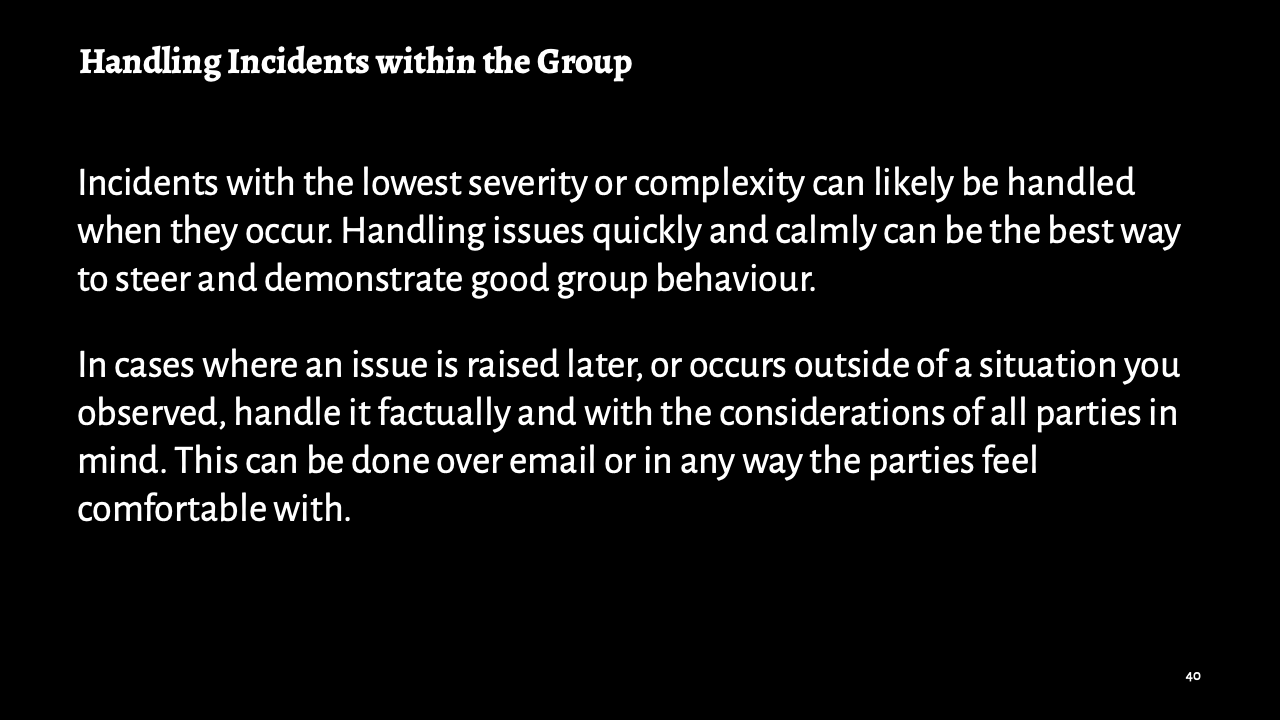 Handling Incidents within the Group
Incidents with the lowest severity or complexity can likely be handled
when they occur. Handling issues quickly and calmly can be the best way
to steer and demonstrate good group behaviour.
In cases where an issue is raised later, or occurs outside of a situation you
observed, handle it factually and with the considerations of all parties in
mind. This can be done over email or in any way the parties feel
comfortable with.
40